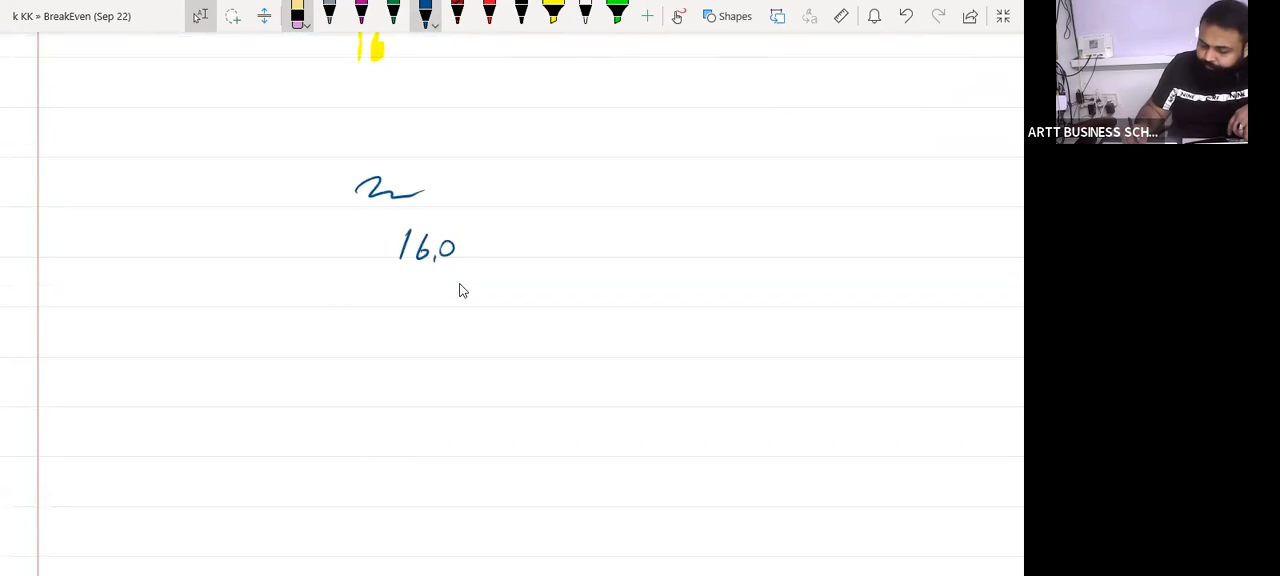 k KK » BreakEven (Sep 22)
Shapes
16
16,0
ARTT BUSINESS SCH...